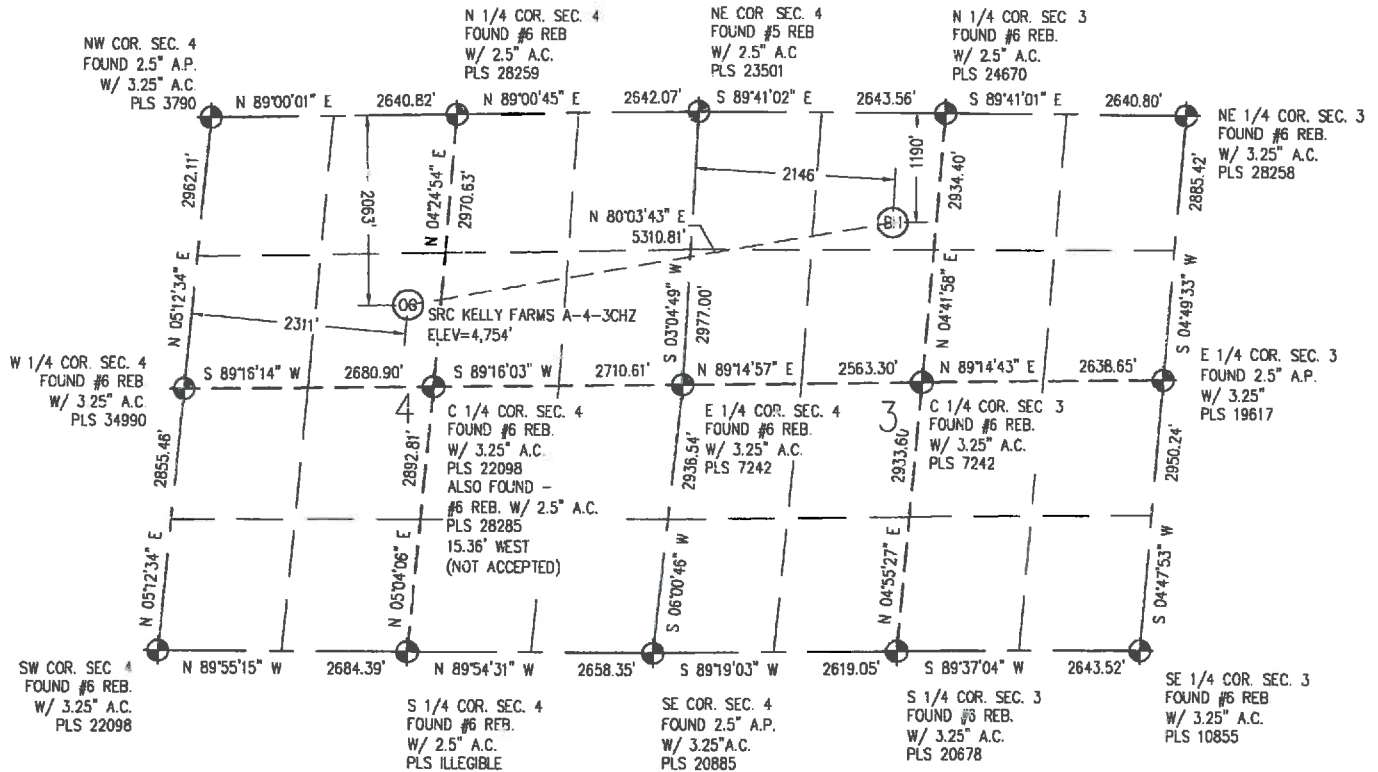 NW COR. SEC. 4
FOUND 2.5" A.P.
W/ 3.25" A.C.
PLS 3790
N 1/4 COR. SEC. 4
FOUND #6 REB
W/ 2.5" A.C.
PLS 28259
NE COR SEC. 4
FOUND #5 REB
W/ 2.5" A.C.
PLS 23501
N 1/4 COR. SEC 3
FOUND #6 REB.
W/ 2.5" A.C.
PLS 24670
NE 1/4 COR. SEC. 3
FOUND #6 REB.
W/ 3.25" A.C.
PLS 28258
N 89°00'01" E
2640.82'
N 89°00'45" E
2642.07'
S 89°41'02" E
2643.56'
S 89°41'01" E
2640.80'
2962.11'
N 05°12'34" E
2063'
N 04°24'54" E
2970.63'
2146'
1190'
2934.40'
N 04°41'58" E
2885.42'
S 04°49'33" W
N 80°03'43" E
5310.81'
BH
OG
SRC KELLY FARMS A-4-3CHZ
ELEV=4,754'
2311'
S 03°04'49" W
2977.00'
W 1/4 COR. SEC. 4
FOUND #6 REB.
W/ 3.25" A.C.
PLS 34990
S 89°16'14" W
2680.90'
S 89°16'03" W
2710.61'
N 89°14'57" E
2563.30'
N 89°14'43" E
2638.65'
E 1/4 COR. SEC. 3
FOUND 2.5" A.P.
W/ 3.25"
PLS 19617
4
C 1/4 COR. SEC. 4
FOUND #6 REB.
W/ 3.25" A.C.
PLS 22098
ALSO FOUND -
#6 REB. W/ 2.5" A.C.
PLS 28285
15.36' WEST
(NOT ACCEPTED)
E 1/4 COR. SEC. 4
FOUND #6 REB.
W/ 3.25" A.C.
PLS 7242
3
C 1/4 COR. SEC 3
FOUND #6 REB.
W/ 3.25" A.C.
PLS 7242
2855.46'
N 05°12'34" E
2892.81'
N 05°04'06" E
2936.54'
S 06°00'46" W
2933.60'
N 04°55'27" E
2950.24'
S 04°47'53" W
N 89°55'15" W
2684.39'
N 89°54'31" W
2658.35'
S 89°19'03" W
2619.05'
S 89°37'04" W
2643.52'
SW COR. SEC 4
FOUND #6 REB.
W/ 3.25" A.C.
PLS 22098
S 1/4 COR. SEC. 4
FOUND #6 REB.
W/ 2.5" A.C.
PLS ILLEGIBLE
SE COR. SEC. 4
FOUND 2.5" A.P.
W/ 3.25"A.C.
PLS 20885
S 1/4 COR. SEC. 3
FOUND #6 REB.
W/ 3.25" A.C.
PLS 20678
SE 1/4 COR. SEC. 3
FOUND #6 REB
W/ 3.25" A.C.
PLS 10855